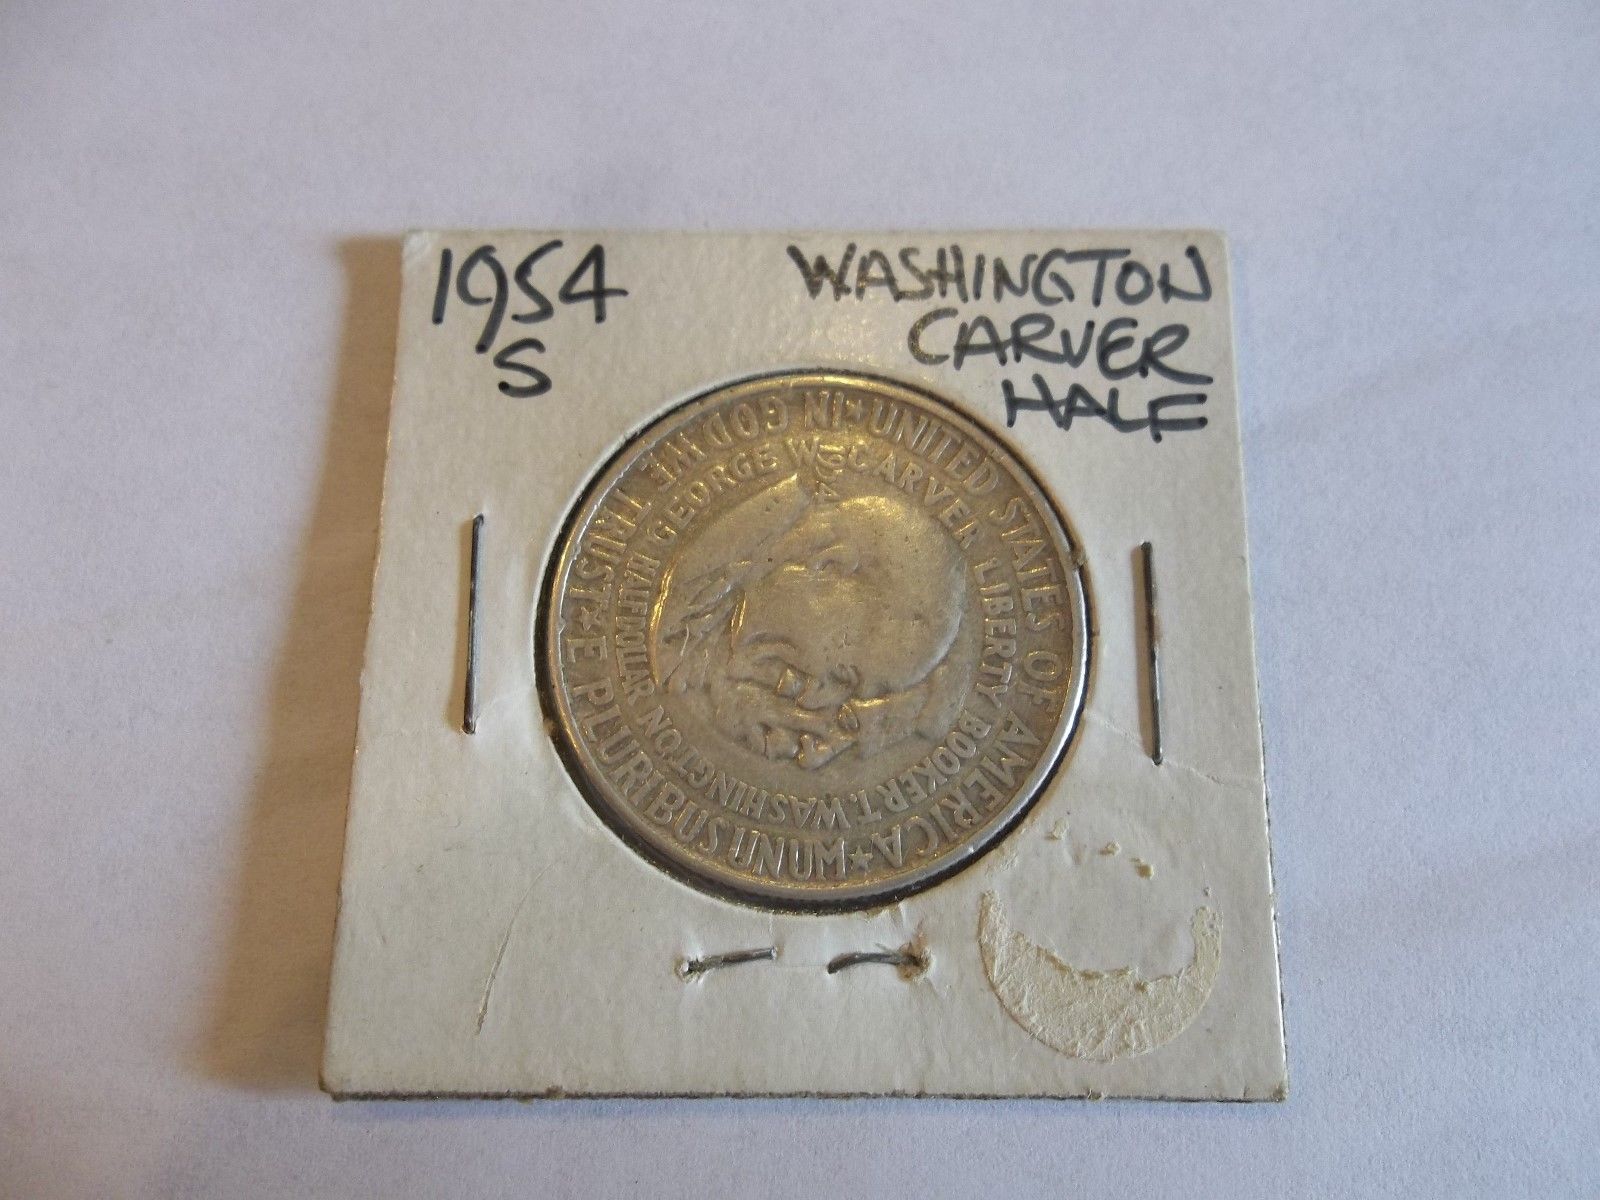 1954
S
WASHINGTON
CARVER
HALF
UNITED STATES OF AMERICA ★
E PLURIBUS UNUM ★
IN GOD WE TRUST ★
GEORGE W. CARVER
LIBERTY
BOOKER T. WASHINGTON
HALF DOLLAR
1954